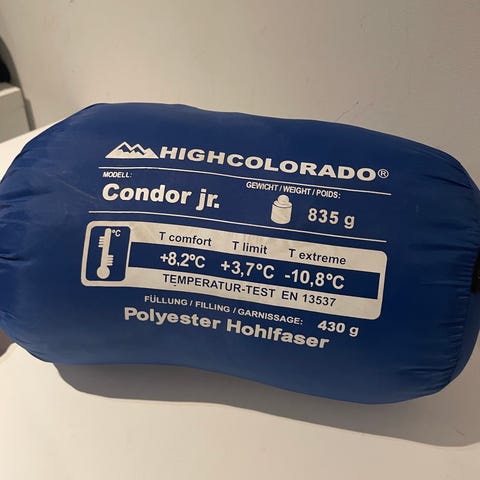 HIGHCOLORADO®
MODELL:
Condor jr.
GEWICHT / WEIGHT / POIDS:
835 g
°C
T comfort T limit T extreme
+8.2°C +3,7°C -10,8°C
TEMPERATUR-TEST EN 13537
FÜLLUNG / FILLING / GARNISSAGE: 430 g
Polyester Hohlfaser